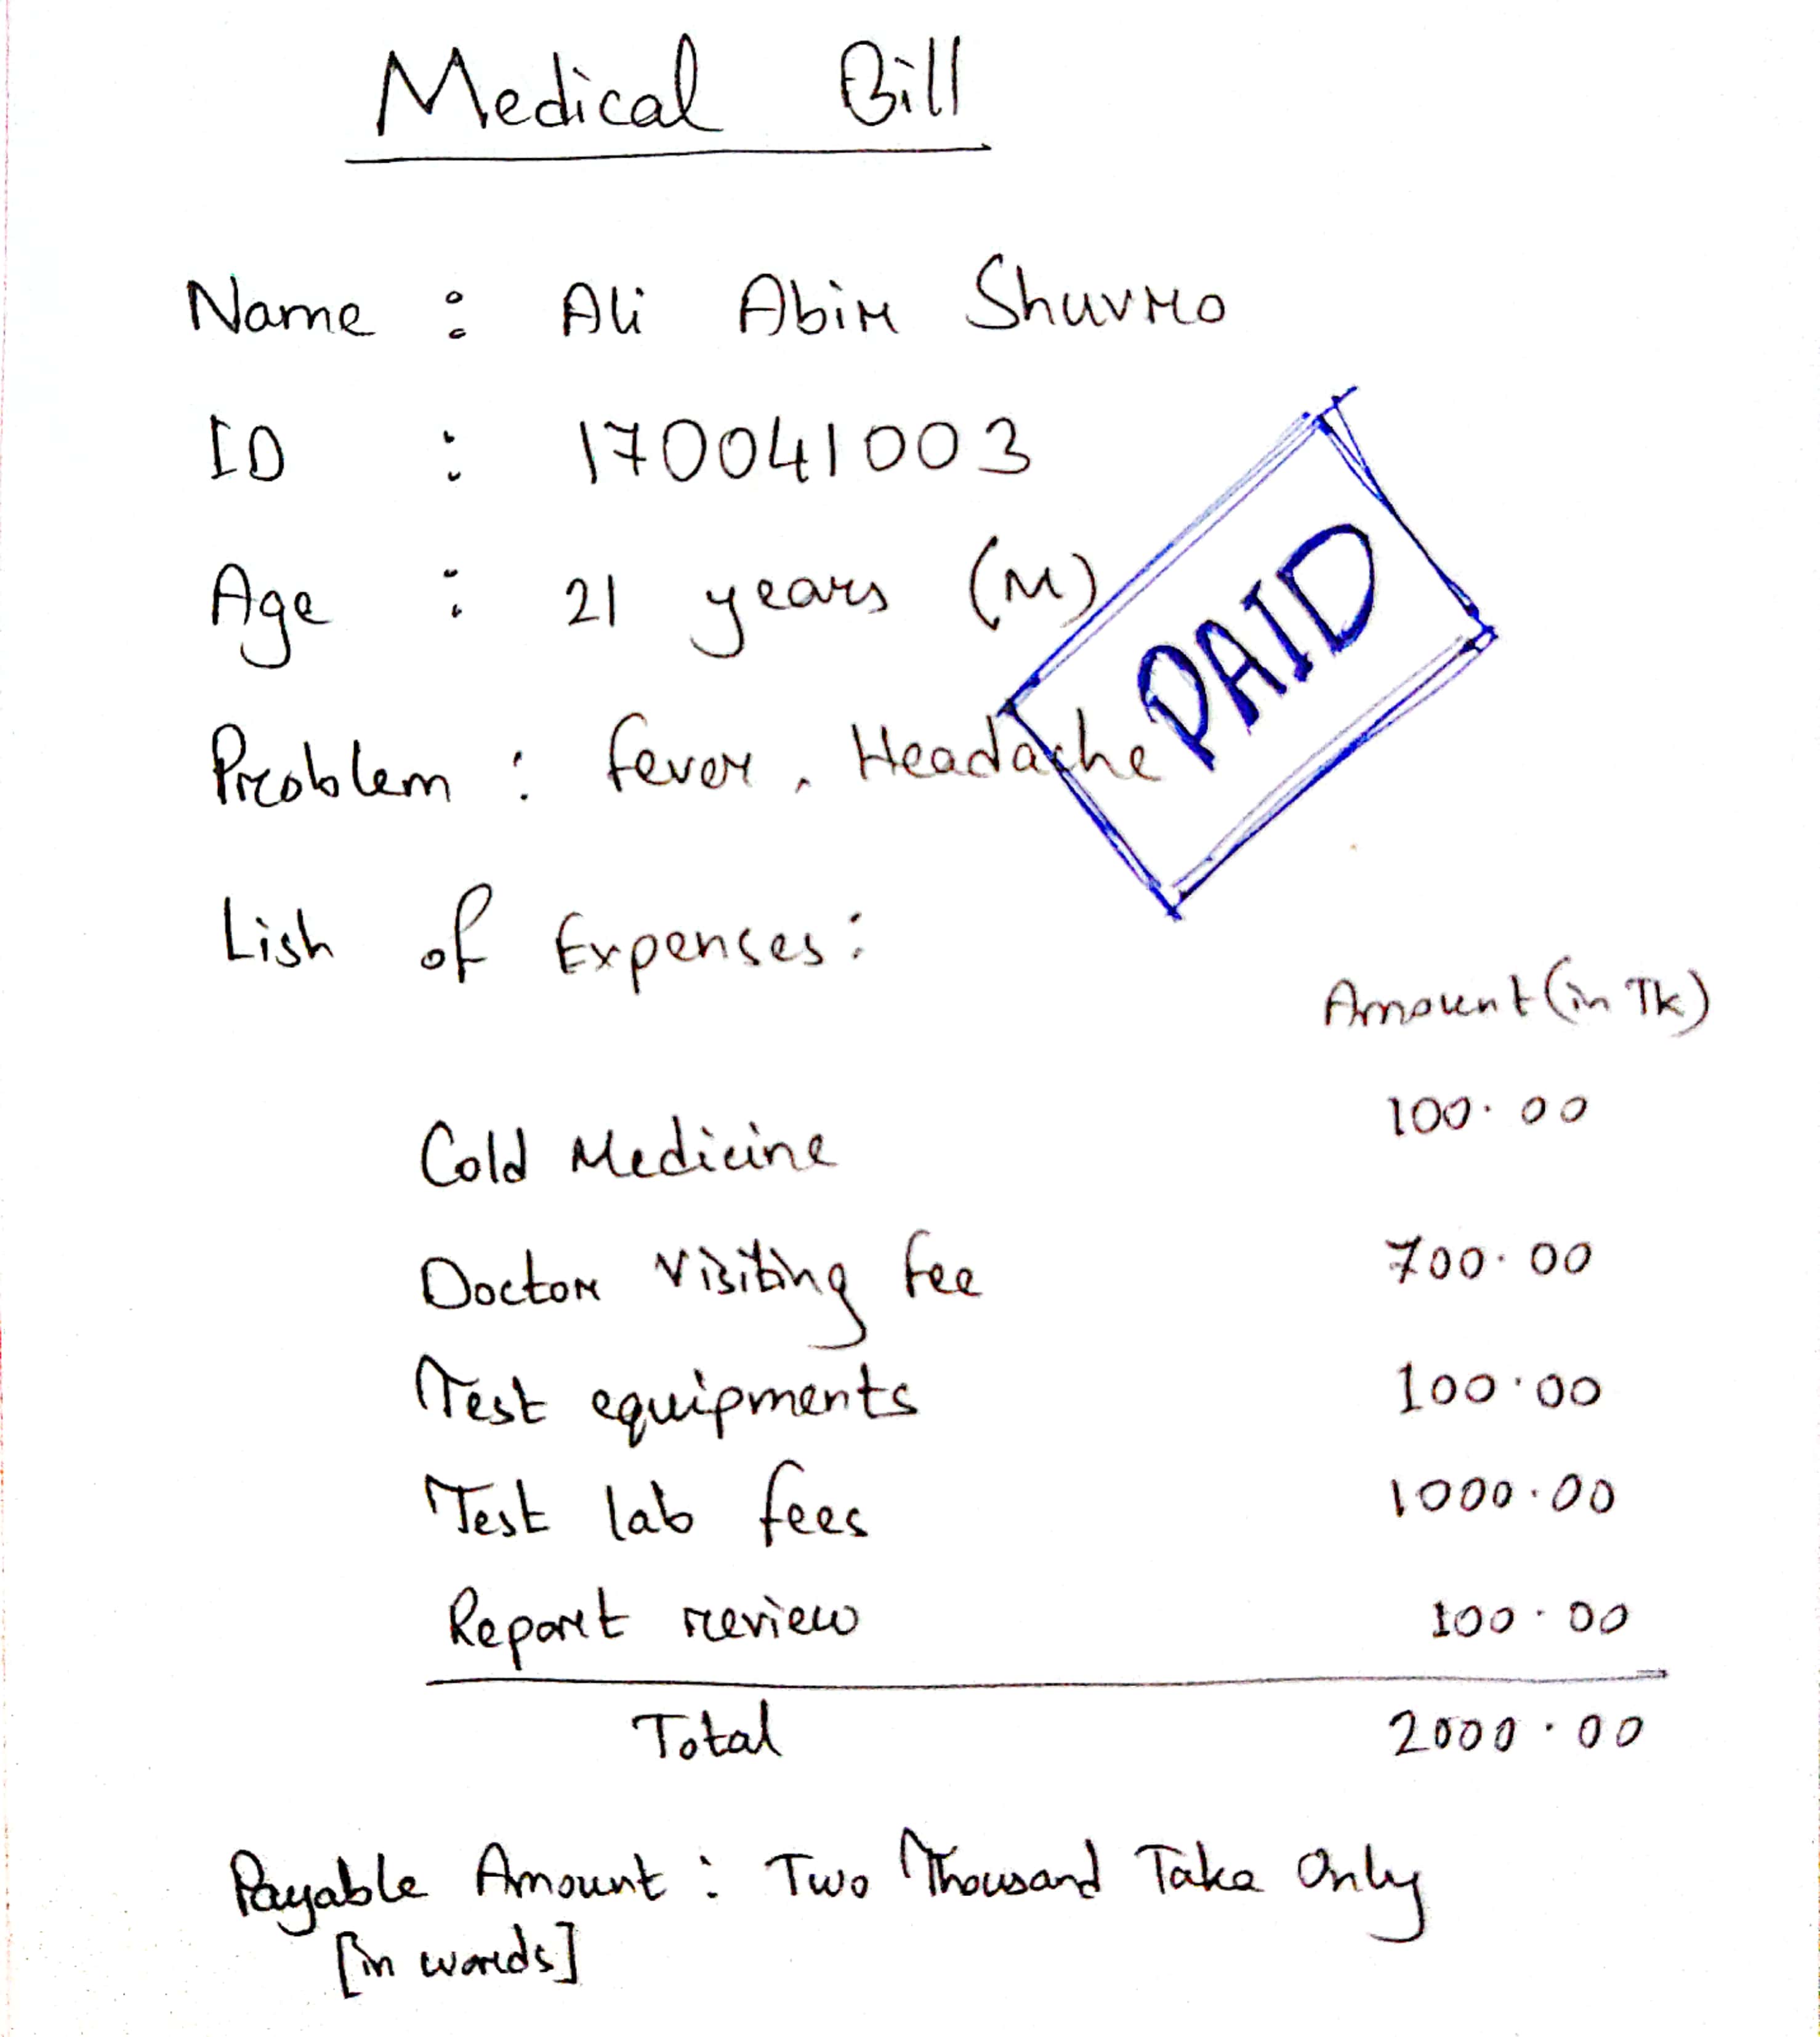 Medical Bill
Name : Ali Abir Shuvro
ID : 170041003
Age : 21 years (M)
PAID
Problem : Fever, Headache
List of Expenses:
Amount (in Tk)
Cold Medicine 100.00
Doctor Visiting fee 700.00
Test equipments 100.00
Test lab fees 1000.00
Report review 100.00
Total 2000.00
Payable Amount : Two Thousand Taka Only
[in words]